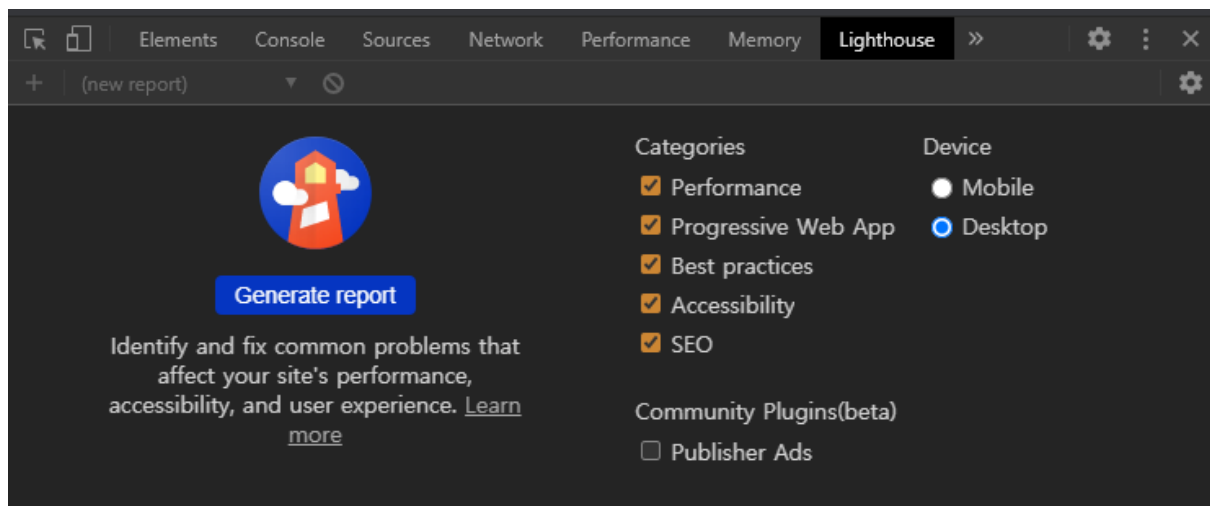 Elements Console Sources Network Performance Memory Lighthouse »
+ (new report)
Categories Device
Performance Mobile
Progressive Web App Desktop
Best practices
Accessibility
SEO
Generate report
Identify and fix common problems that
affect your site's performance,
accessibility, and user experience. Learn
more
Community Plugins(beta)
Publisher Ads